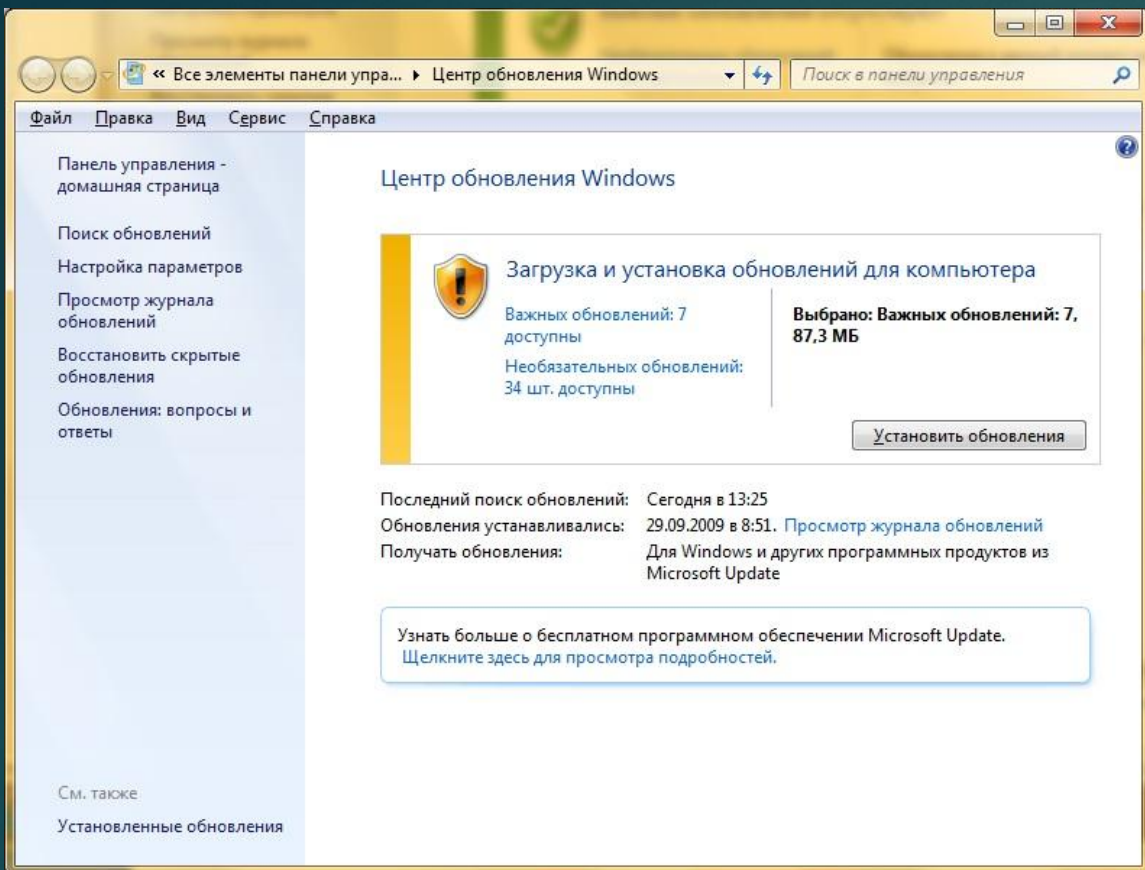 « Все элементы панели упра... ▸ Центр обновления Windows
Поиск в панели управления
Файл Правка Вид Сервис Справка
Панель управления -
домашняя страница
Поиск обновлений
Настройка параметров
Просмотр журнала
обновлений
Восстановить скрытые
обновления
Обновления: вопросы и
ответы
Центр обновления Windows
Загрузка и установка обновлений для компьютера
Важных обновлений: 7
доступны
Необязательных обновлений:
34 шт. доступны
Выбрано: Важных обновлений: 7,
87,3 МБ
Установить обновления
Последний поиск обновлений: Сегодня в 13:25
Обновления устанавливались: 29.09.2009 в 8:51. Просмотр журнала обновлений
Получать обновления: Для Windows и других программных продуктов из
Microsoft Update
Узнать больше о бесплатном программном обеспечении Microsoft Update.
Щелкните здесь для просмотра подробностей.
См. также
Установленные обновления